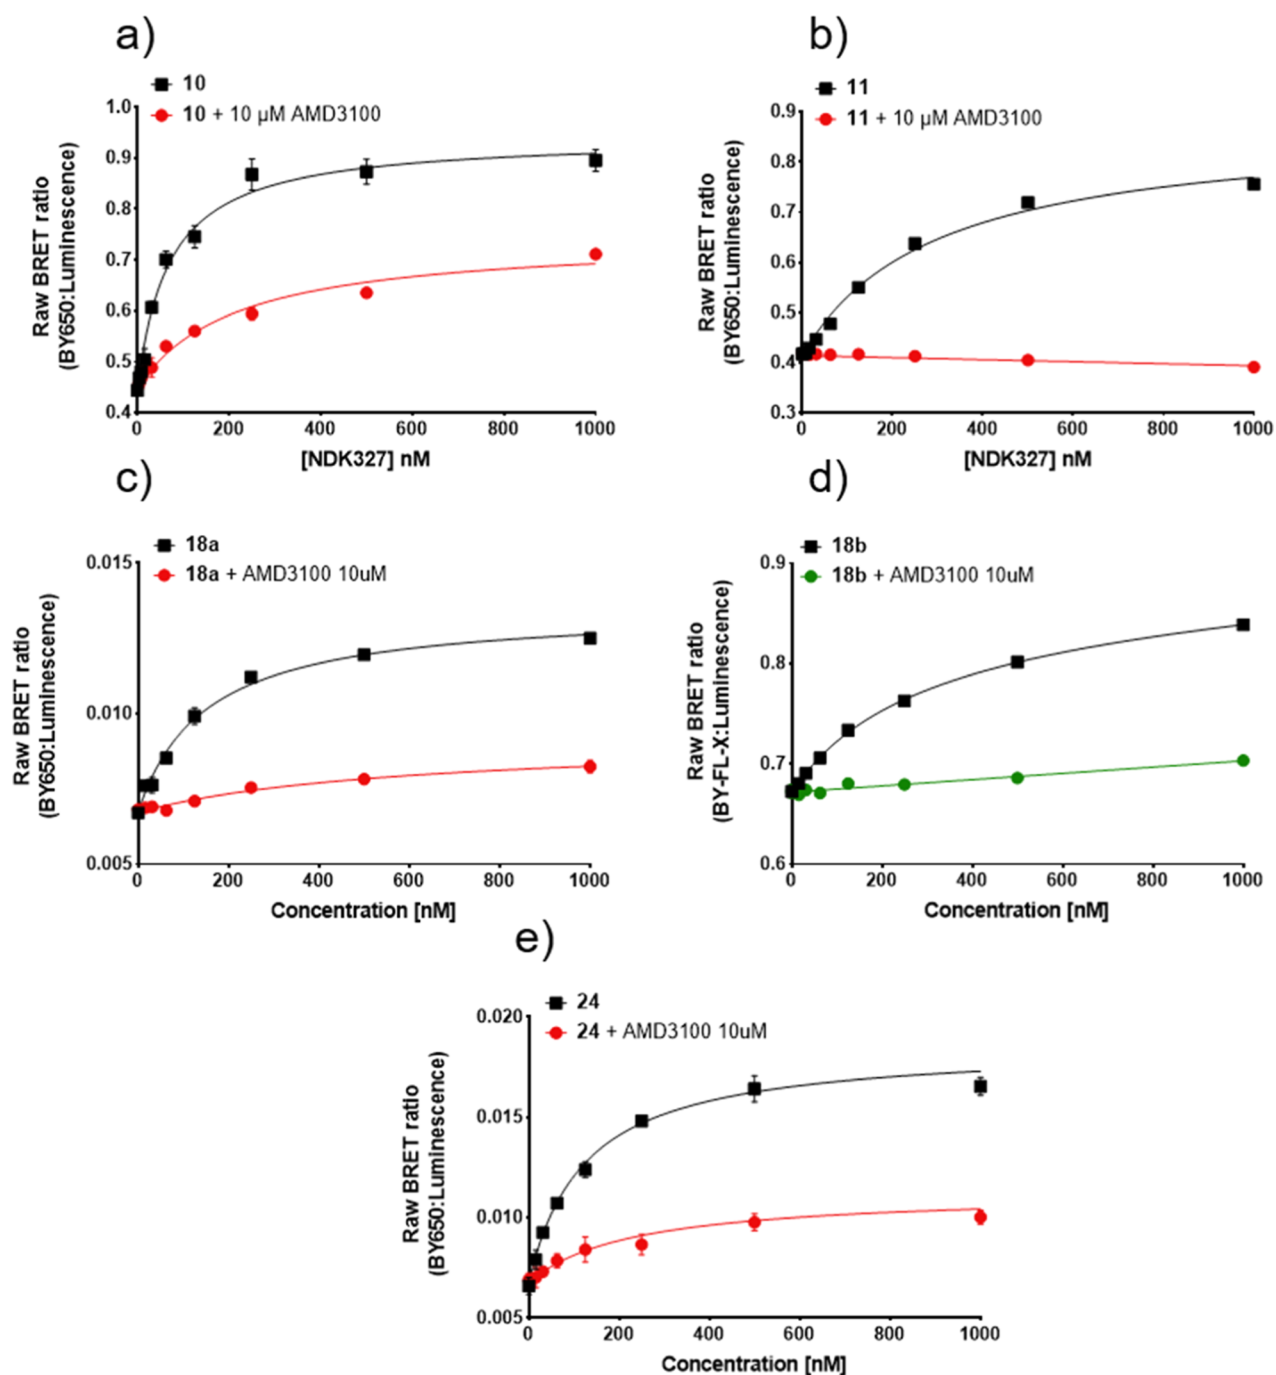 a)
10
10 + 10 µM AMD3100
Raw BRET ratio
(BY650:Luminescence)
1.0
0.9
0.8
0.7
0.6
0.5
0.4
0 200 400 600 800 1000
[NDK327] nM
b)
11
11 + 10 µM AMD3100
Raw BRET ratio
(BY650:Luminescence)
0.9
0.8
0.7
0.6
0.5
0.4
0.3
0 200 400 600 800 1000
[NDK327] nM
c)
18a
18a + AMD3100 10uM
Raw BRET ratio
(BY650:Luminescence)
0.015
0.010
0.005
0 200 400 600 800 1000
Concentration [nM]
d)
18b
18b + AMD3100 10uM
Raw BRET ratio
(BY-FL-X:Luminescence)
0.9
0.8
0.7
0.6
0 200 400 600 800 1000
Concentration [nM]
e)
24
24 + AMD3100 10uM
Raw BRET ratio
(BY650:Luminescence)
0.020
0.015
0.010
0.005
0 200 400 600 800 1000
Concentration [nM]